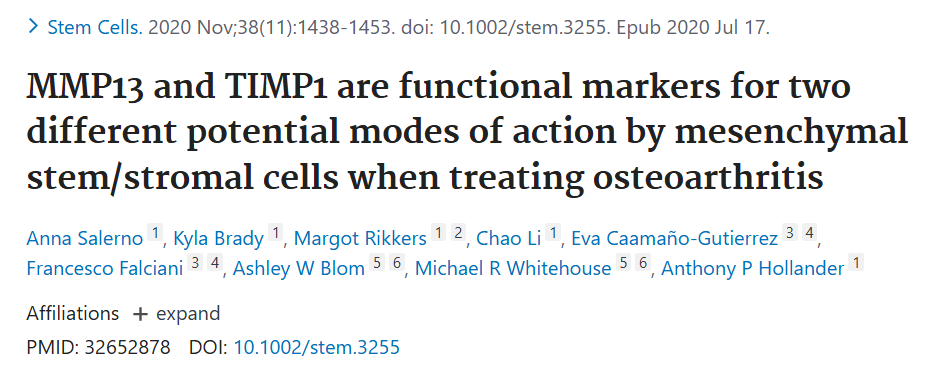 Stem Cells. 2020 Nov;38(11):1438-1453. doi: 10.1002/stem.3255. Epub 2020 Jul 17.
MMP13 and TIMP1 are functional markers for two
different potential modes of action by mesenchymal
stem/stromal cells when treating osteoarthritis
Anna Salerno 1, Kyla Brady 1, Margot Rikkers 1 2, Chao Li 1, Eva Caamaño-Gutierrez 3 4,
Francesco Falciani 3 4, Ashley W Blom 5 6, Michael R Whitehouse 5 6, Anthony P Hollander 1
Affiliations + expand
PMID: 32652878 DOI: 10.1002/stem.3255